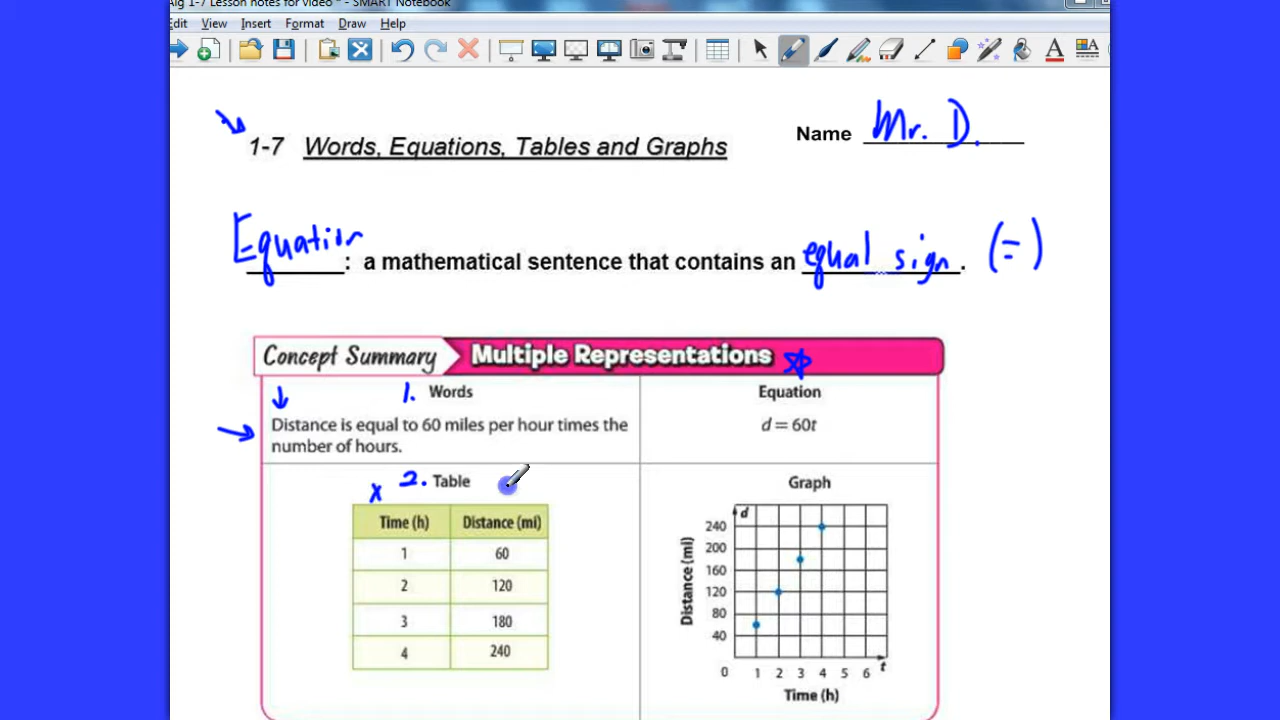 Alg 1-7 Lesson notes for video * - SMART Notebook
Edit View Insert Format Draw Help
1-7 Words, Equations, Tables and Graphs
Name Mr. D.
Equation : a mathematical sentence that contains an equal sign . (=)
Concept Summary Multiple Representations
1. Words
Distance is equal to 60 miles per hour times the
number of hours.
Equation
d = 60t
x 2. Table
Time (h) Distance (mi)
1 60
2 120
3 180
4 240
Graph
d
240
200
160
120
80
40
0 1 2 3 4 5 6 t
Distance (mi)
Time (h)